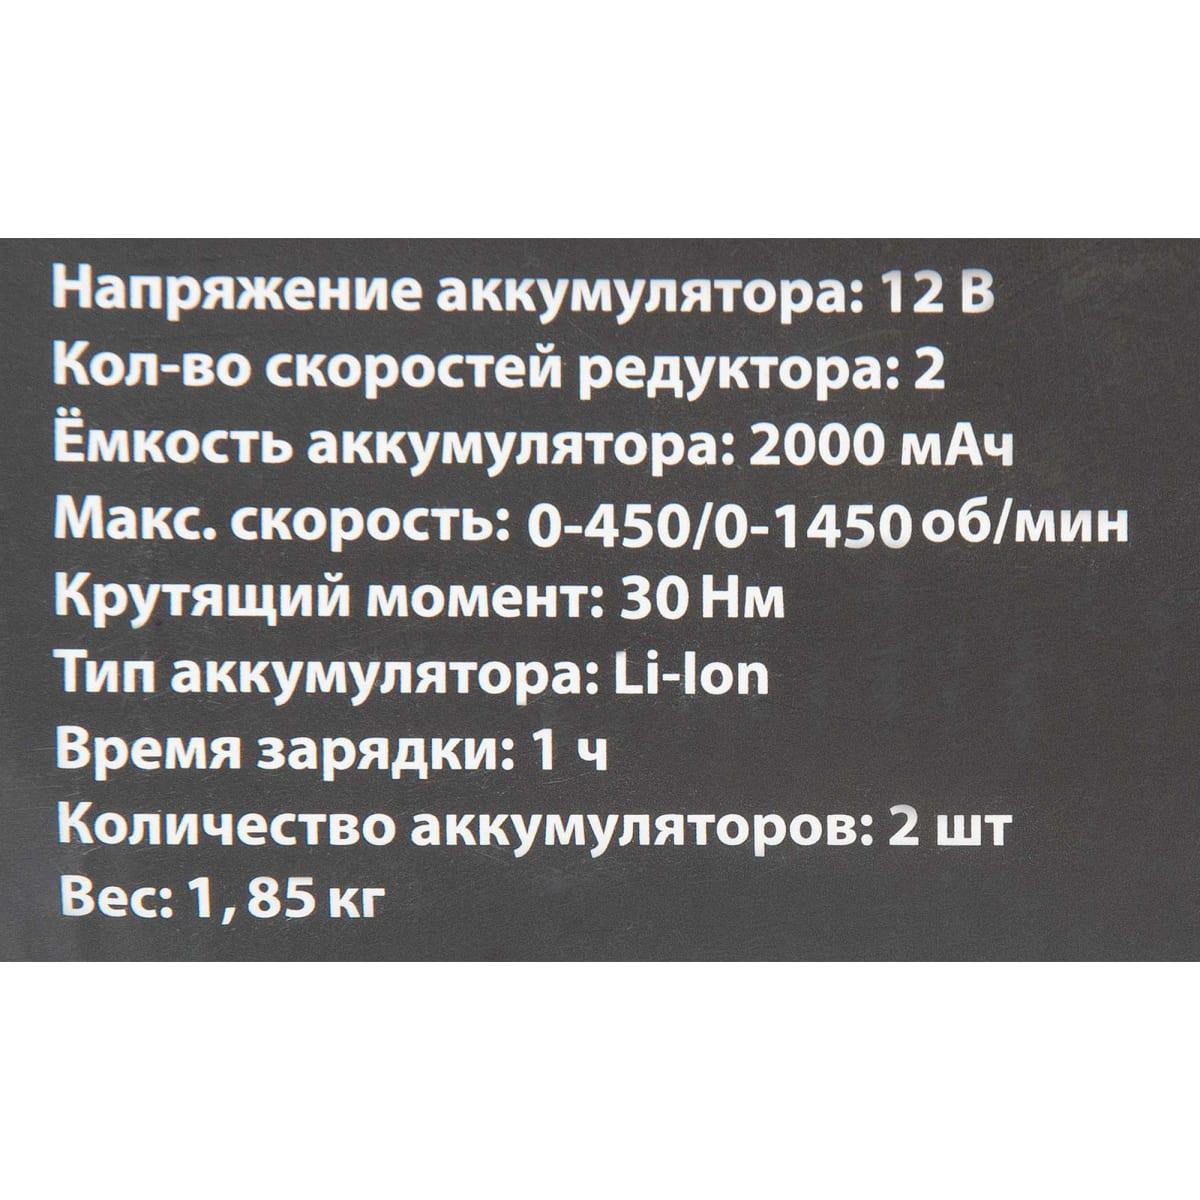 Напряжение аккумулятора: 12 В
Кол-во скоростей редуктора: 2
Ёмкость аккумулятора: 2000 мАч
Макс. скорость: 0-450/0-1450 об/мин
Крутящий момент: 30 Нм
Тип аккумулятора: Li-Ion
Время зарядки: 1 ч
Количество аккумуляторов: 2 шт
Вес: 1, 85 кг